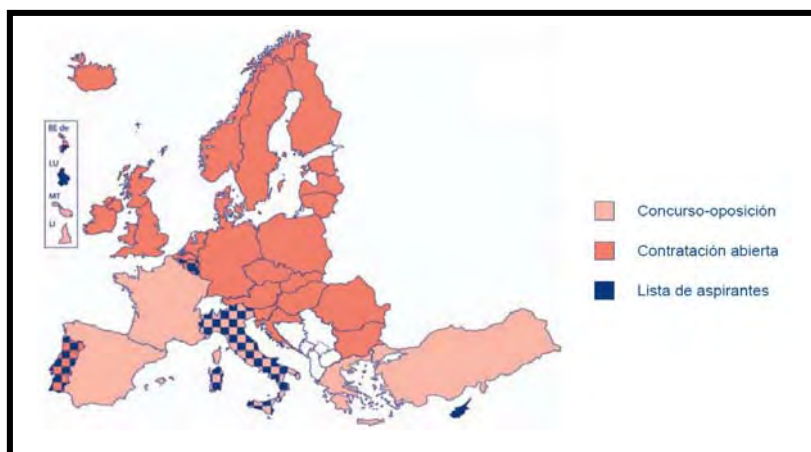 BE de
LU
MT
LI
Concurso-oposición
Contratación abierta
Lista de aspirantes